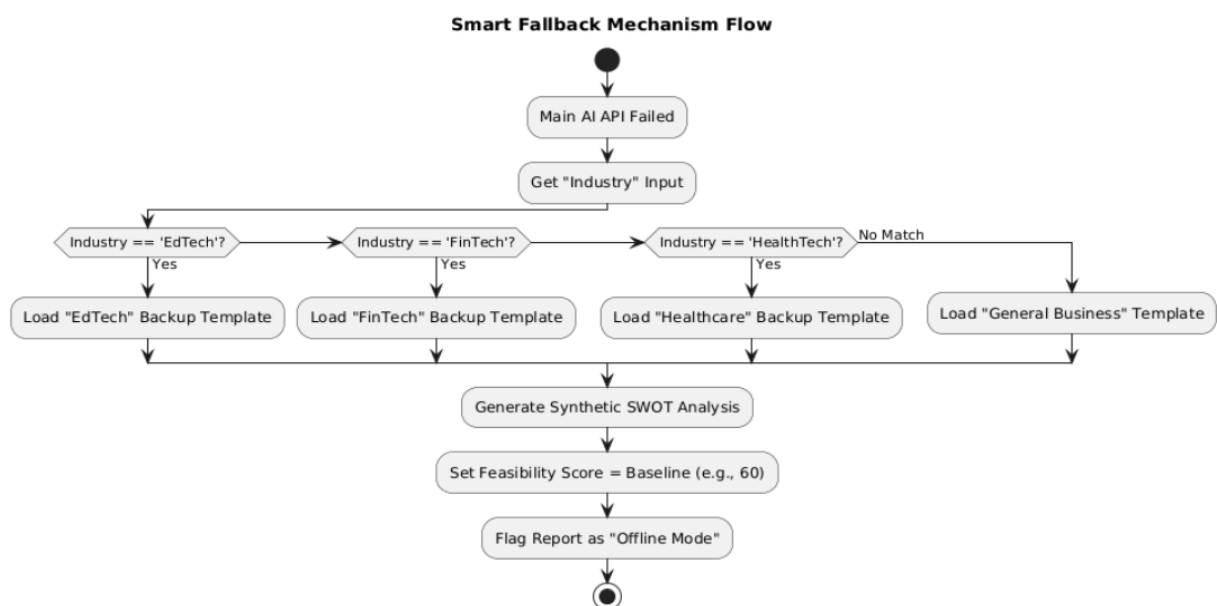 Smart Fallback Mechanism Flow
Main AI API Failed
Get "Industry" Input
Industry == 'EdTech'?
Industry == 'FinTech'?
Industry == 'HealthTech'?
No Match
Yes
Yes
Yes
Load "EdTech" Backup Template
Load "FinTech" Backup Template
Load "Healthcare" Backup Template
Load "General Business" Template
Generate Synthetic SWOT Analysis
Set Feasibility Score = Baseline (e.g., 60)
Flag Report as "Offline Mode"